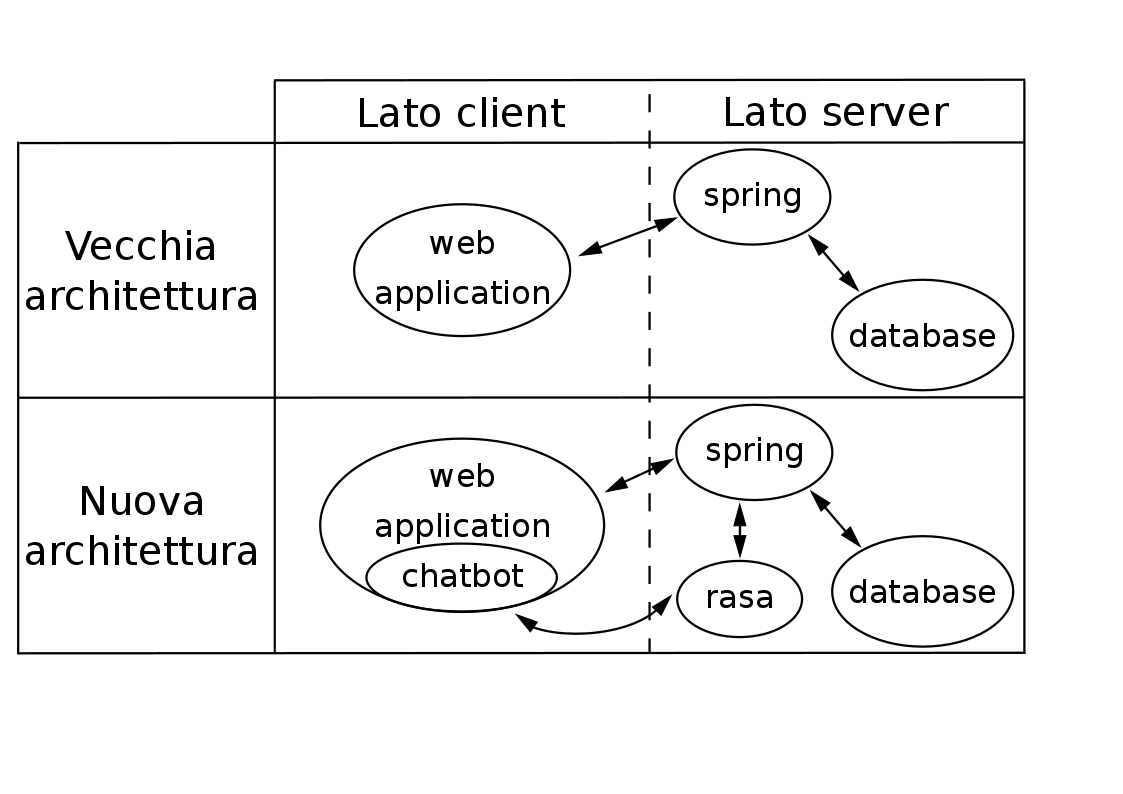 Lato client
Lato server
Vecchia
architettura
web
application
spring
database
Nuova
architettura
web
application
chatbot
spring
rasa
database